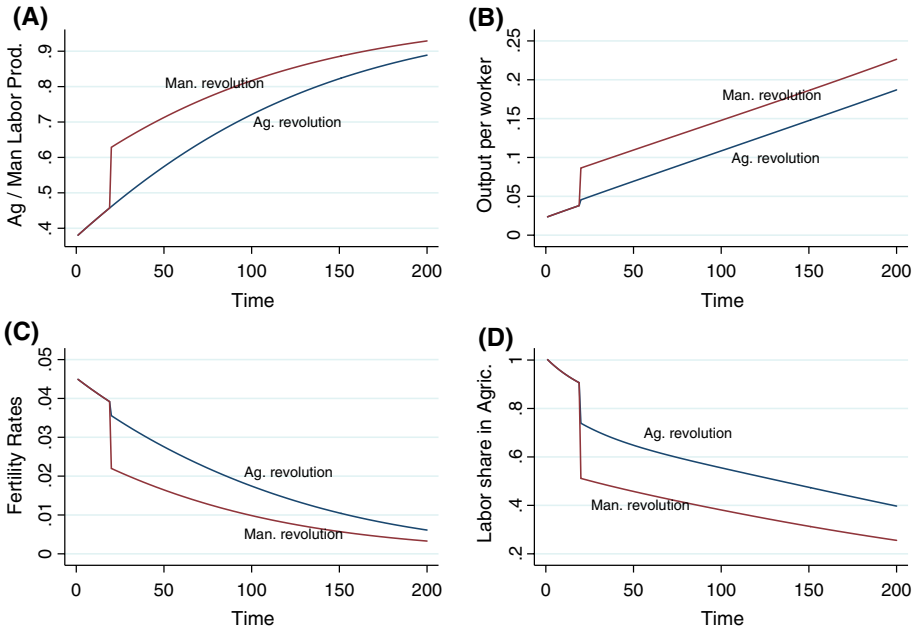 (A)
Ag / Man Labor Prod.
.9
.8
.7
.6
.5
.4
Man. revolution
Ag. revolution
0 50 100 150 200
Time
(B)
Output per worker
.25
.2
.15
.1
.05
0
Man. revolution
Ag. revolution
0 50 100 150 200
Time
(C)
Fertility Rates
.05
.04
.03
.02
.01
0
Ag. revolution
Man. revolution
0 50 100 150 200
Time
(D)
Labor share in Agric.
1
.8
.6
.4
.2
Ag. revolution
Man. revolution
0 50 100 150 200
Time